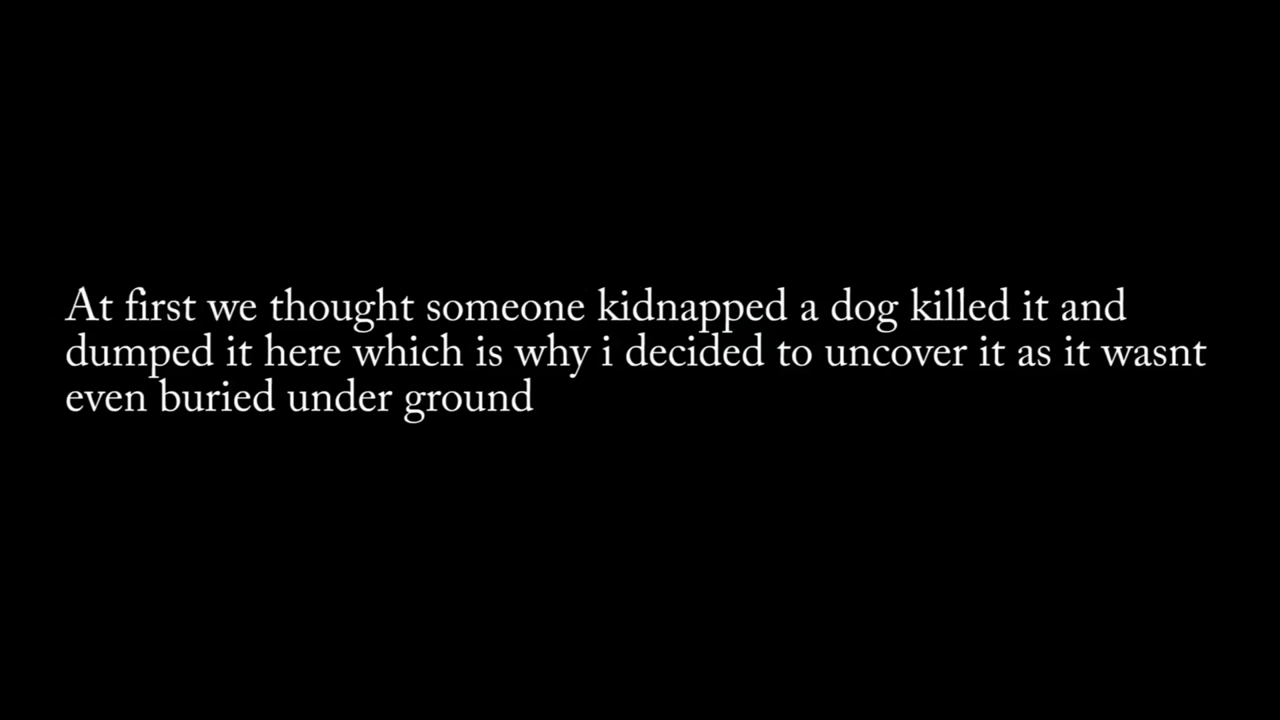 At first we thought someone kidnapped a dog killed it and
dumped it here which is why i decided to uncover it as it wasnt
even buried under ground